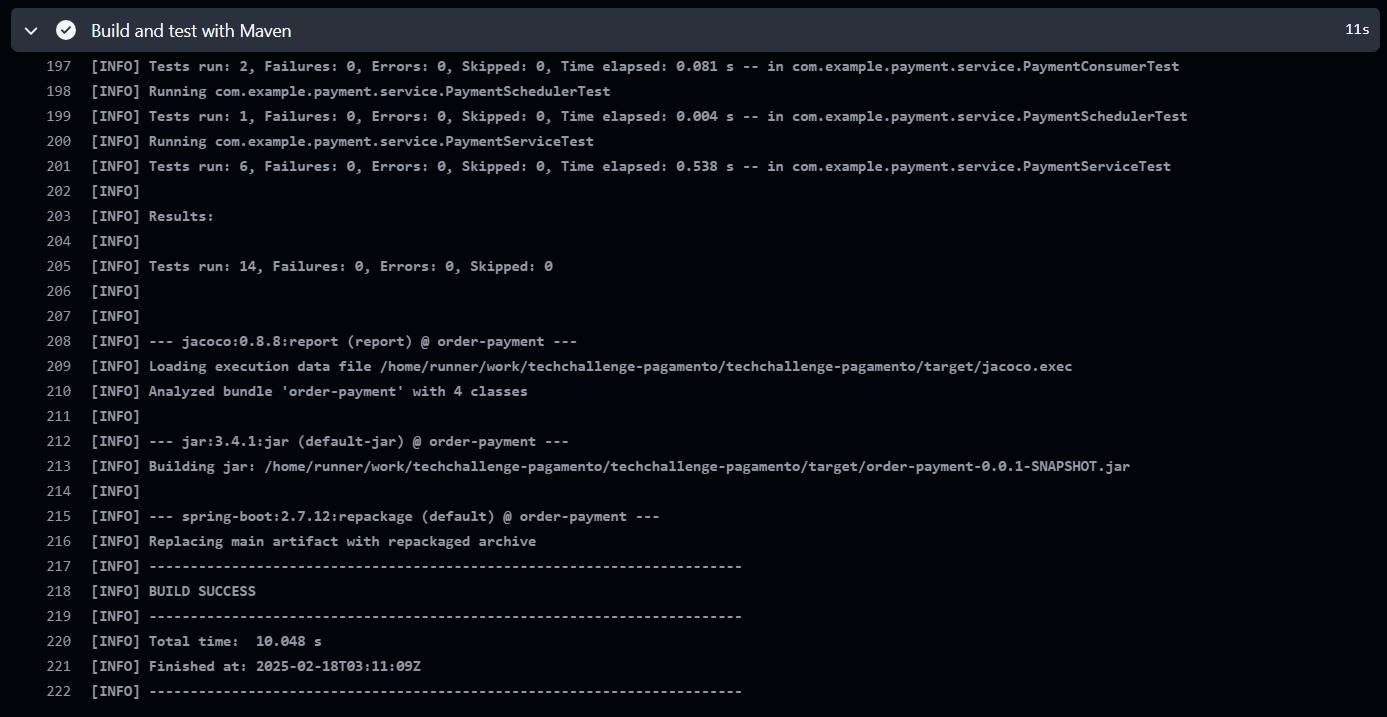 Build and test with Maven 11s
197 [INFO] Tests run: 2, Failures: 0, Errors: 0, Skipped: 0, Time elapsed: 0.081 s -- in com.example.payment.service.PaymentConsumerTest
198 [INFO] Running com.example.payment.service.PaymentSchedulerTest
199 [INFO] Tests run: 1, Failures: 0, Errors: 0, Skipped: 0, Time elapsed: 0.004 s -- in com.example.payment.service.PaymentSchedulerTest
200 [INFO] Running com.example.payment.service.PaymentServiceTest
201 [INFO] Tests run: 6, Failures: 0, Errors: 0, Skipped: 0, Time elapsed: 0.538 s -- in com.example.payment.service.PaymentServiceTest
202 [INFO]
203 [INFO] Results:
204 [INFO]
205 [INFO] Tests run: 14, Failures: 0, Errors: 0, Skipped: 0
206 [INFO]
207 [INFO]
208 [INFO] --- jacoco:0.8.8:report (report) @ order-payment ---
209 [INFO] Loading execution data file /home/runner/work/techchallenge-pagamento/techchallenge-pagamento/target/jacoco.exec
210 [INFO] Analyzed bundle 'order-payment' with 4 classes
211 [INFO]
212 [INFO] --- jar:3.4.1:jar (default-jar) @ order-payment ---
213 [INFO] Building jar: /home/runner/work/techchallenge-pagamento/techchallenge-pagamento/target/order-payment-0.0.1-SNAPSHOT.jar
214 [INFO]
215 [INFO] --- spring-boot:2.7.12:repackage (default) @ order-payment ---
216 [INFO] Replacing main artifact with repackaged archive
217 [INFO] ------------------------------------------------------------------------
218 [INFO] BUILD SUCCESS
219 [INFO] ------------------------------------------------------------------------
220 [INFO] Total time:  10.048 s
221 [INFO] Finished at: 2025-02-18T03:11:09Z
222 [INFO] ------------------------------------------------------------------------